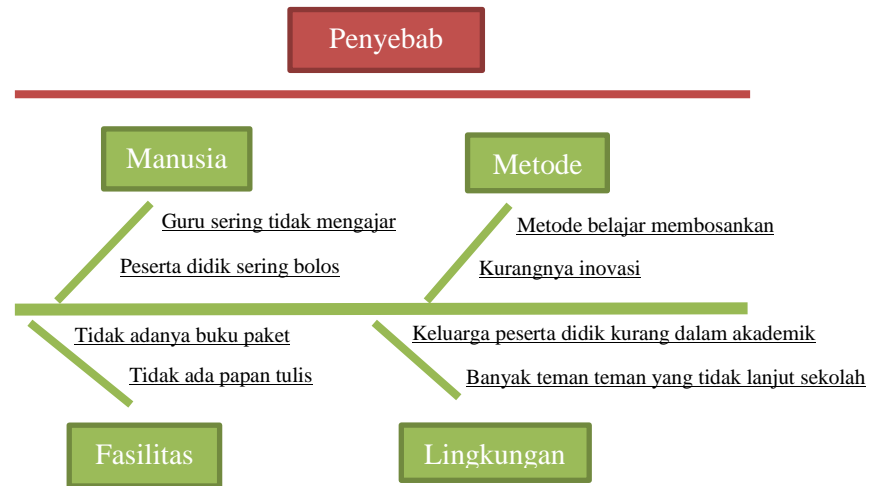 Penyebab
Manusia
Metode
Guru sering tidak mengajar
Metode belajar membosankan
Peserta didik sering bolos
Kurangnya inovasi
Tidak adanya buku paket
Keluarga peserta didik kurang dalam akademik
Tidak ada papan tulis
Banyak teman teman yang tidak lanjut sekolah
Fasilitas
Lingkungan